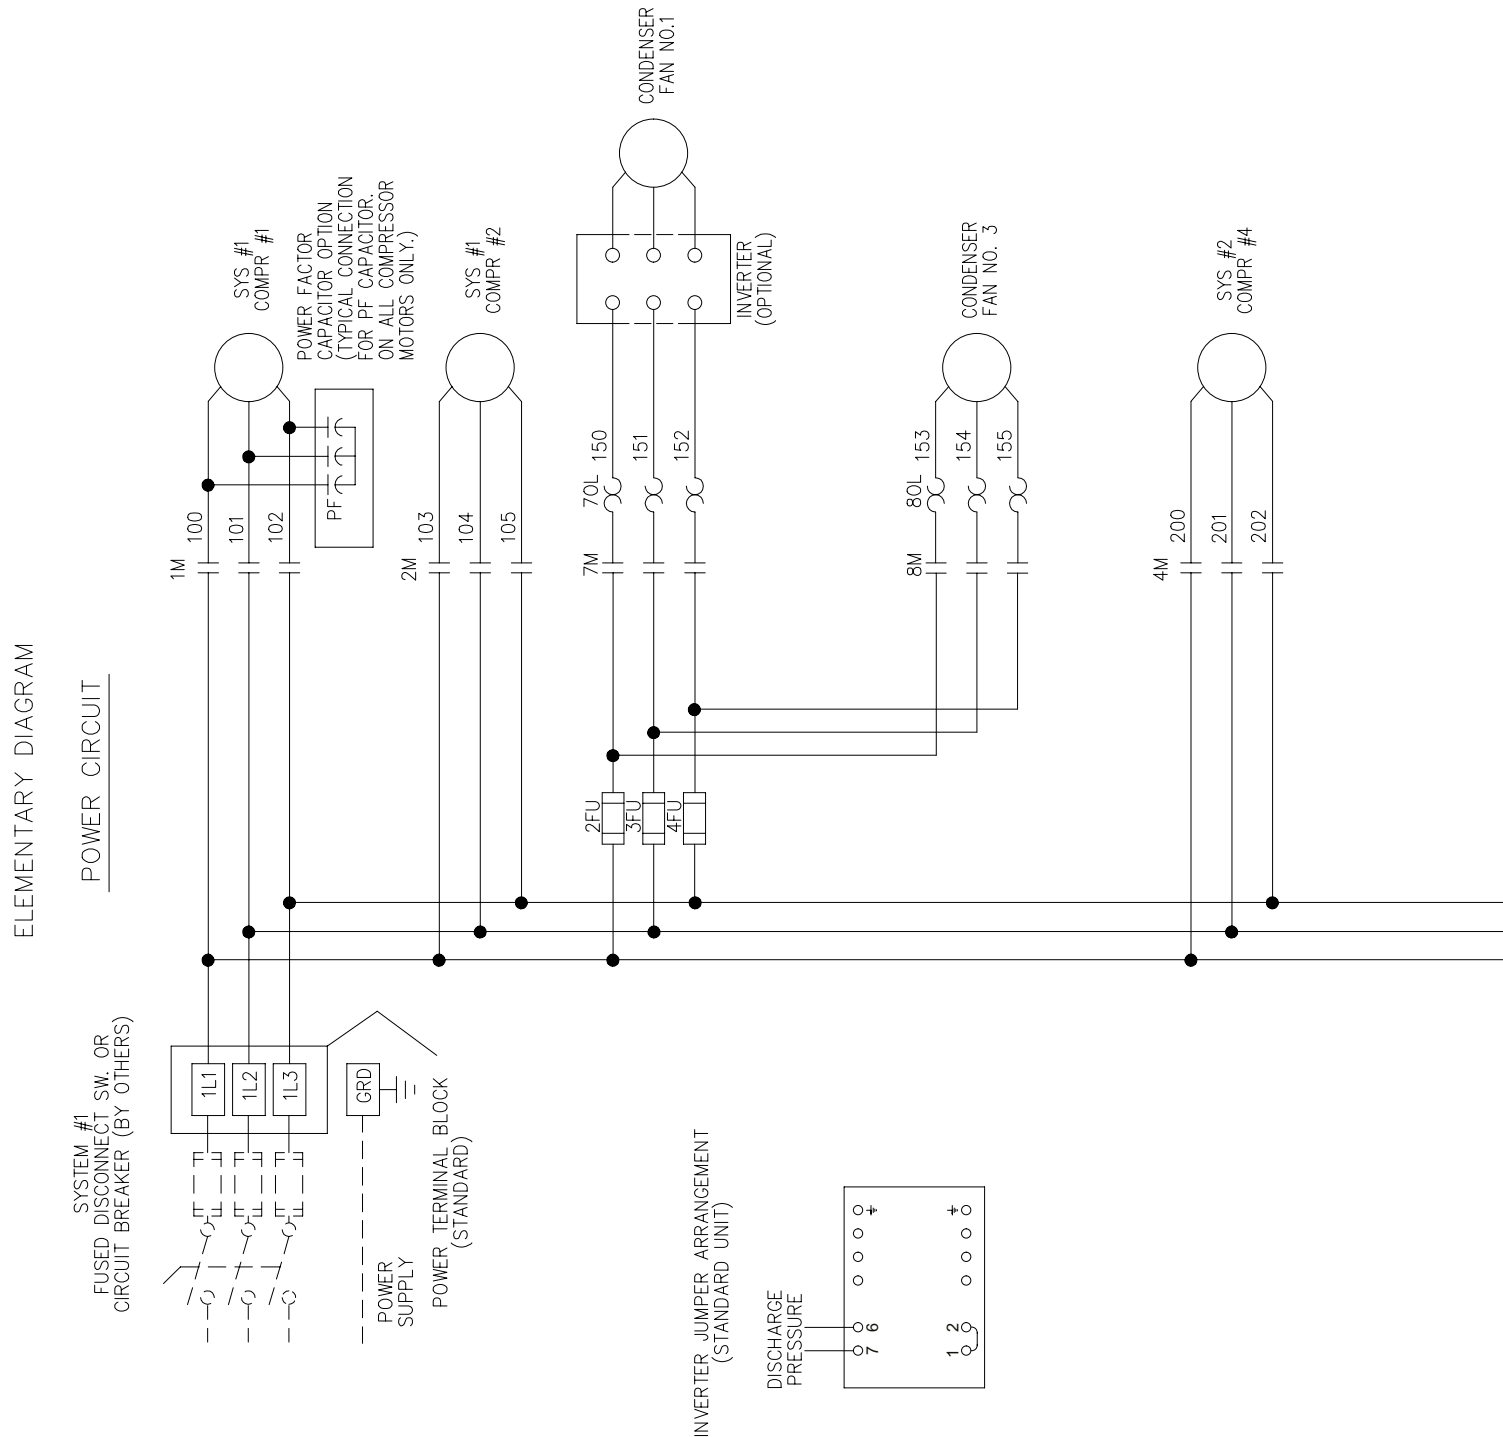 ELEMENTARY DIAGRAM
POWER CIRCUIT
SYSTEM #1
FUSED DISCONNECT SW. OR
CIRCUIT BREAKER (BY OTHERS)
1L1
1L2
1L3
GRD
POWER
SUPPLY
POWER TERMINAL BLOCK
(STANDARD)
1M
100
101
102
SYS #1
COMPR #1
PF
POWER FACTOR
CAPACITOR OPTION
(TYPICAL CONNECTION
FOR PF CAPACITOR.
ON ALL COMPRESSOR
MOTORS ONLY.)
2M
103
104
105
SYS #1
COMPR #2
2FU
3FU
4FU
7M
7OL
150
151
152
INVERTER
(OPTIONAL)
CONDENSER
FAN NO.1
8M
8OL
153
154
155
CONDENSER
FAN NO. 3
4M
200
201
202
SYS #2
COMPR #4
INVERTER JUMPER ARRANGEMENT
(STANDARD UNIT)
DISCHARGE
PRESSURE
7 6
1 2